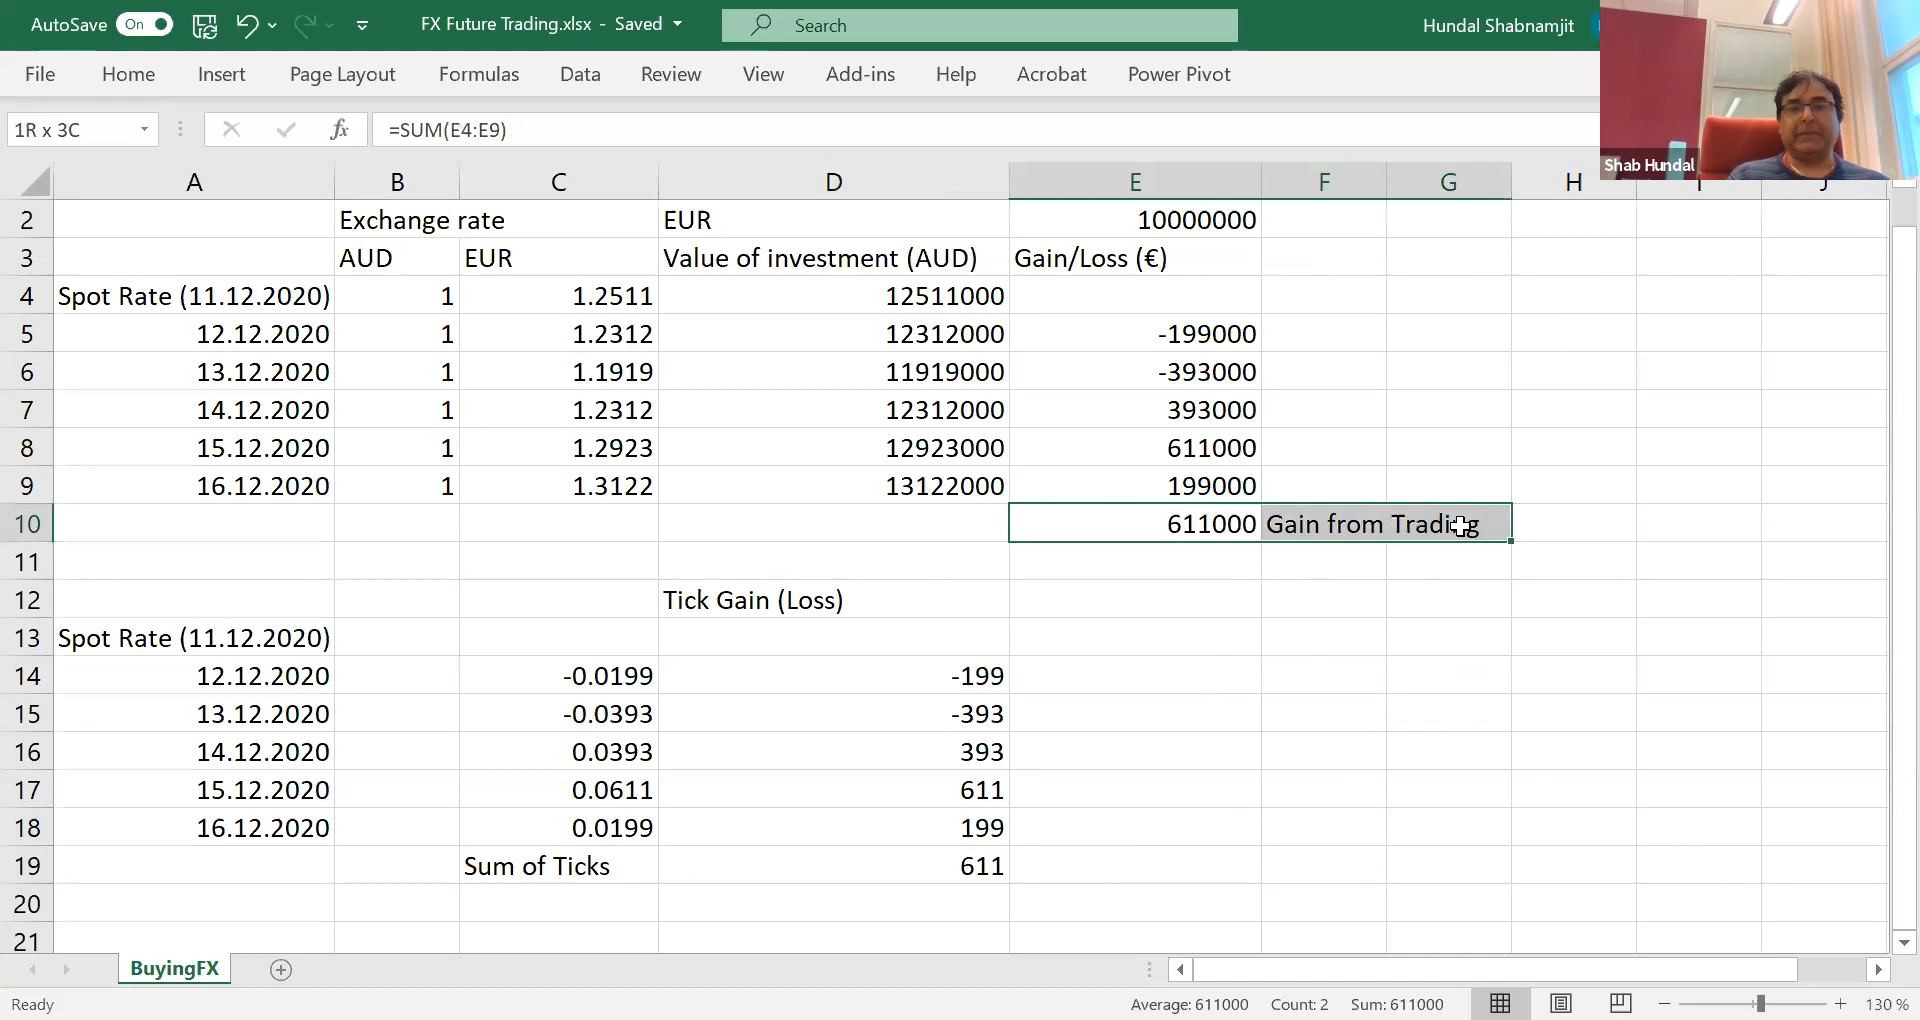 AutoSave On FX Future Trading.xlsx - Saved Search Hundal Shabnamjit
File Home Insert Page Layout Formulas Data Review View Add-ins Help Acrobat Power Pivot
1R x 3C fx =SUM(E4:E9)
Shab Hundal
A B C D E F G H
2 Exchange rate EUR 10000000
3 AUD EUR Value of investment (AUD) Gain/Loss (€)
4 Spot Rate (11.12.2020) 1 1.2511 12511000
5 12.12.2020 1 1.2312 12312000 -199000
6 13.12.2020 1 1.1919 11919000 -393000
7 14.12.2020 1 1.2312 12312000 393000
8 15.12.2020 1 1.2923 12923000 611000
9 16.12.2020 1 1.3122 13122000 199000
10 611000 Gain from Trading
11
12 Tick Gain (Loss)
13 Spot Rate (11.12.2020)
14 12.12.2020 -0.0199 -199
15 13.12.2020 -0.0393 -393
16 14.12.2020 0.0393 393
17 15.12.2020 0.0611 611
18 16.12.2020 0.0199 199
19 Sum of Ticks 611
20
21
BuyingFX
Ready Average: 611000 Count: 2 Sum: 611000 130 %